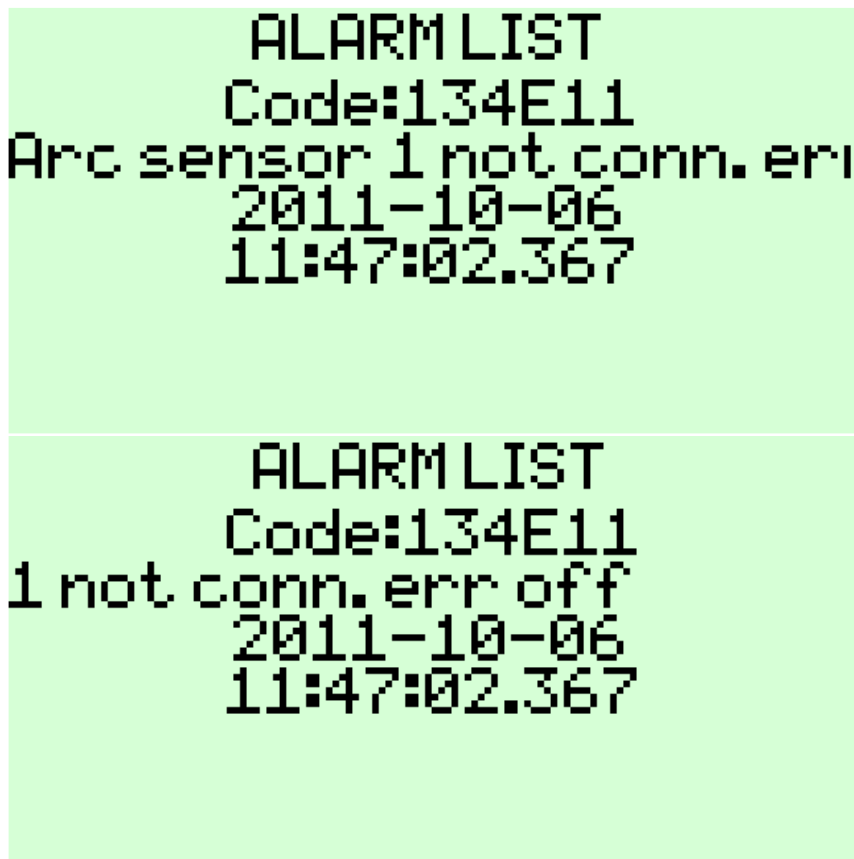 ALARM LIST
Code:134E11
Arc sensor 1 not conn. err
2011-10-06
11:47:02.367
ALARM LIST
Code:134E11
1 not conn. err off
2011-10-06
11:47:02.367